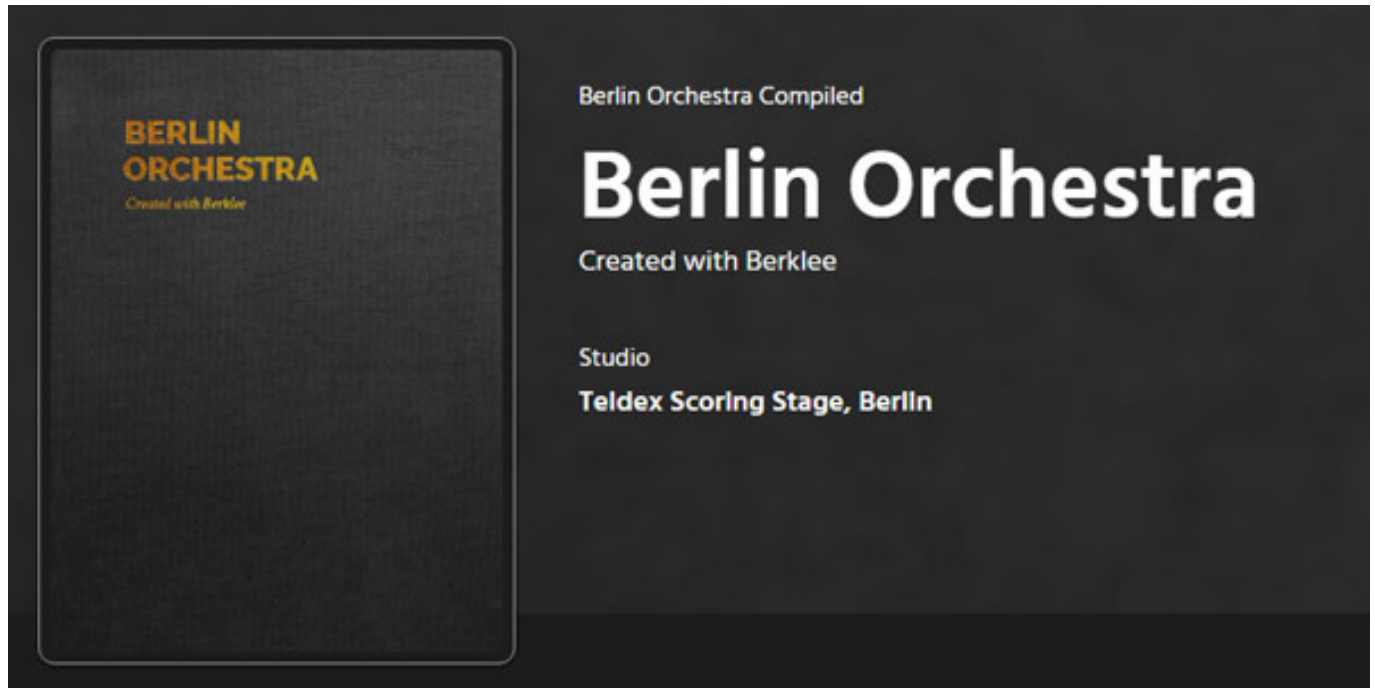 BERLIN
ORCHESTRA
Created with Berklee
Berlin Orchestra Compiled
Berlin Orchestra
Created with Berklee
Studio
Teldex Scoring Stage, Berlin